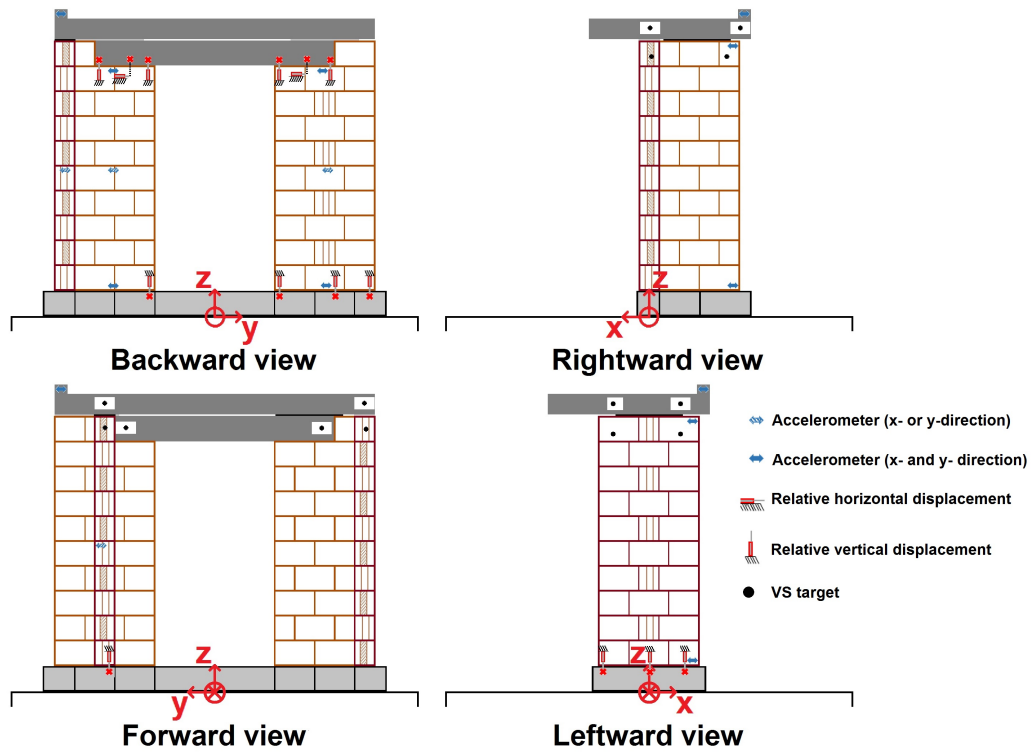 z
y
Backward view
z
x
Rightward view
z
y
Forward view
z
x
Leftward view
Accelerometer (x- or y-direction)
Accelerometer (x- and y- direction)
Relative horizontal displacement
Relative vertical displacement
VS target